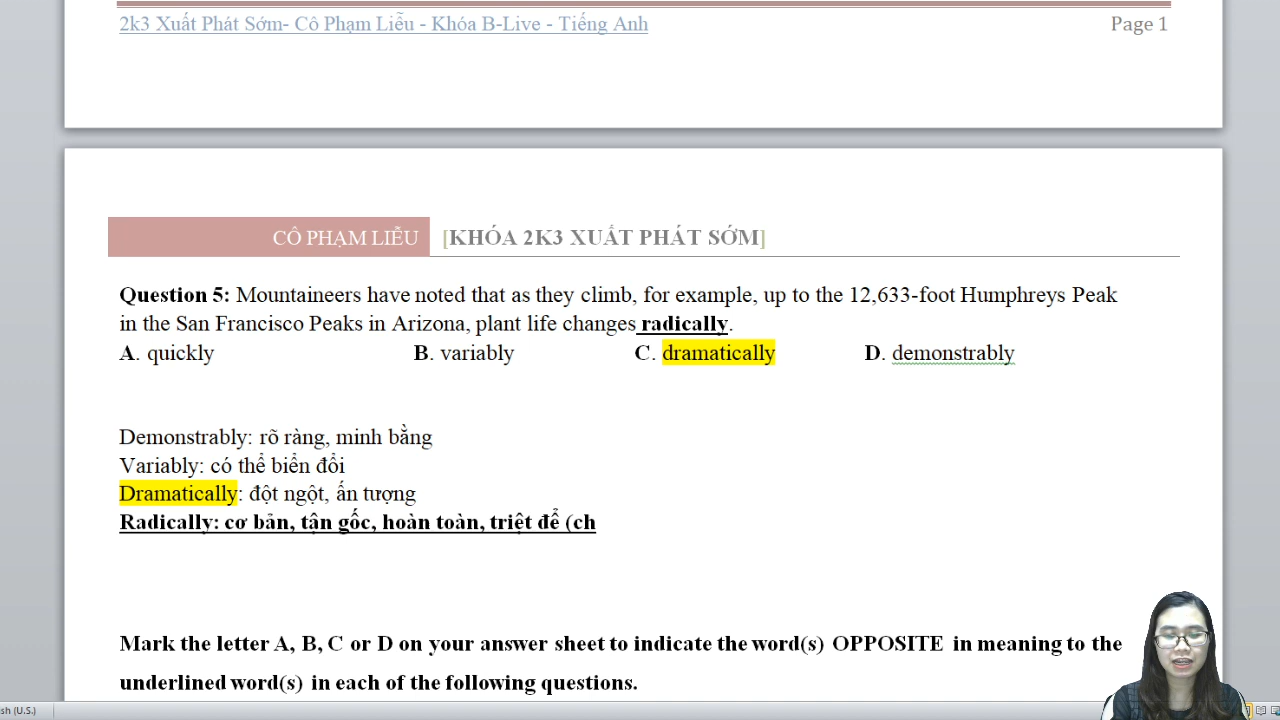 2k3 Xuất Phát Sớm- Cô Phạm Liễu - Khóa B-Live - Tiếng Anh Page 1
CÔ PHẠM LIỄU [KHÓA 2K3 XUẤT PHÁT SỚM]
Question 5: Mountaineers have noted that as they climb, for example, up to the 12,633-foot Humphreys Peak
in the San Francisco Peaks in Arizona, plant life changes radically.
A. quickly B. variably C. dramatically D. demonstrably
Demonstrably: rõ ràng, minh bằng
Variably: có thể biển đổi
Dramatically: đột ngột, ấn tượng
Radically: cơ bản, tận gốc, hoàn toàn, triệt để (ch
Mark the letter A, B, C or D on your answer sheet to indicate the word(s) OPPOSITE in meaning to the
underlined word(s) in each of the following questions.
sh (U.S.)